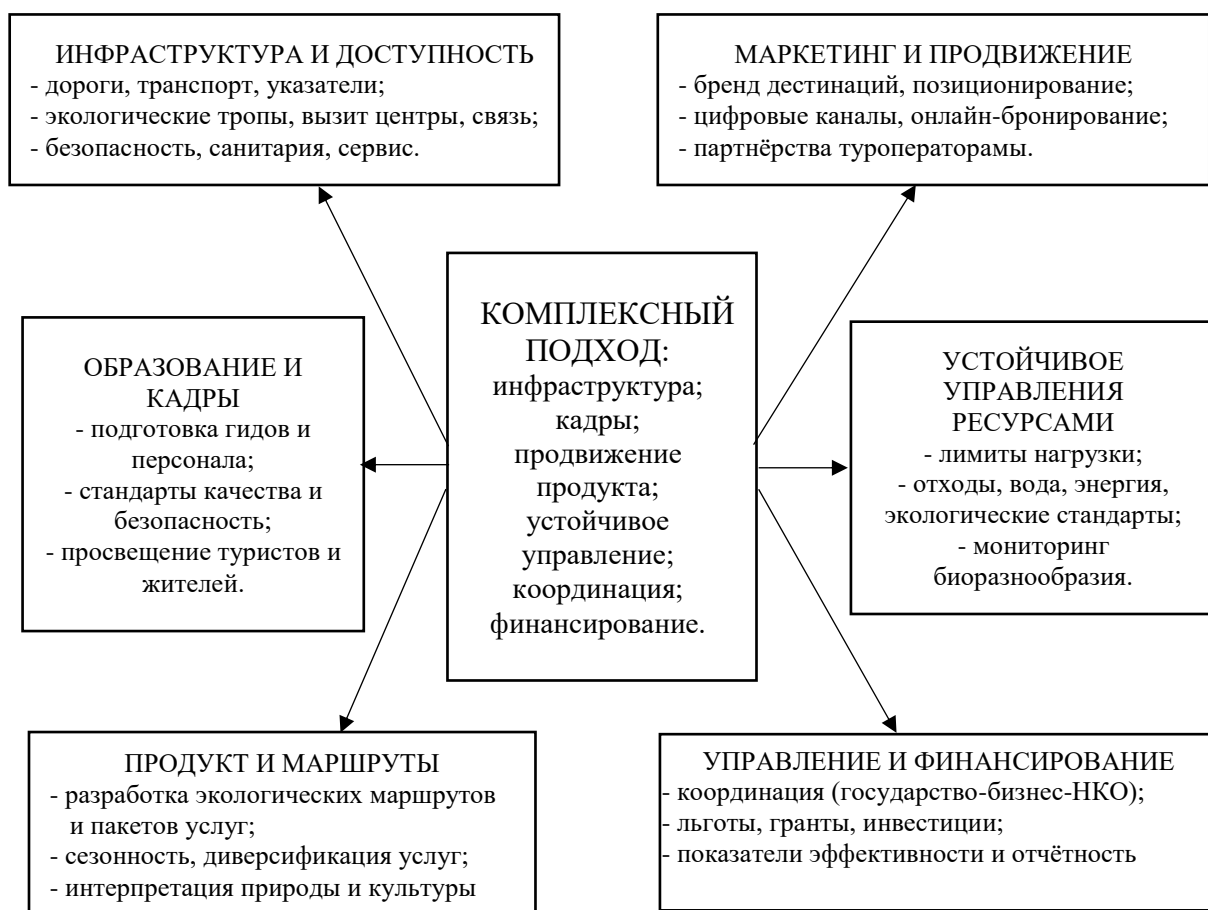 ИНФРАСТРУКТУРА И ДОСТУПНОСТЬ
- дороги, транспорт, указатели;
- экологические тропы, вызит центры, связь;
- безопасность, санитария, сервис.
МАРКЕТИНГ И ПРОДВИЖЕНИЕ
- бренд дестинаций, позиционирование;
- цифровые каналы, онлайн-бронирование;
- партнёрства туроператорамы.
ОБРАЗОВАНИЕ И
КАДРЫ
- подготовка гидов и
персонала;
- стандарты качества и
безопасность;
- просвещение туристов и
жителей.
КОМПЛЕКСНЫЙ
ПОДХОД:
инфраструктура;
кадры;
продвижение
продукта;
устойчивое
управление;
координация;
финансирование.
УСТОЙЧИВОЕ
УПРАВЛЕНИЯ
РЕСУРСАМИ
- лимиты нагрузки;
- отходы, вода, энергия,
экологические стандарты;
- мониторинг
биоразнообразия.
ПРОДУКТ И МАРШРУТЫ
- разработка экологических маршрутов
и пакетов услуг;
- сезонность, диверсификация услуг;
- интерпретация природы и культуры
УПРАВЛЕНИЕ И ФИНАНСИРОВАНИЕ
- координация (государство-бизнес-НКО);
- льготы, гранты, инвестиции;
- показатели эффективности и отчётность